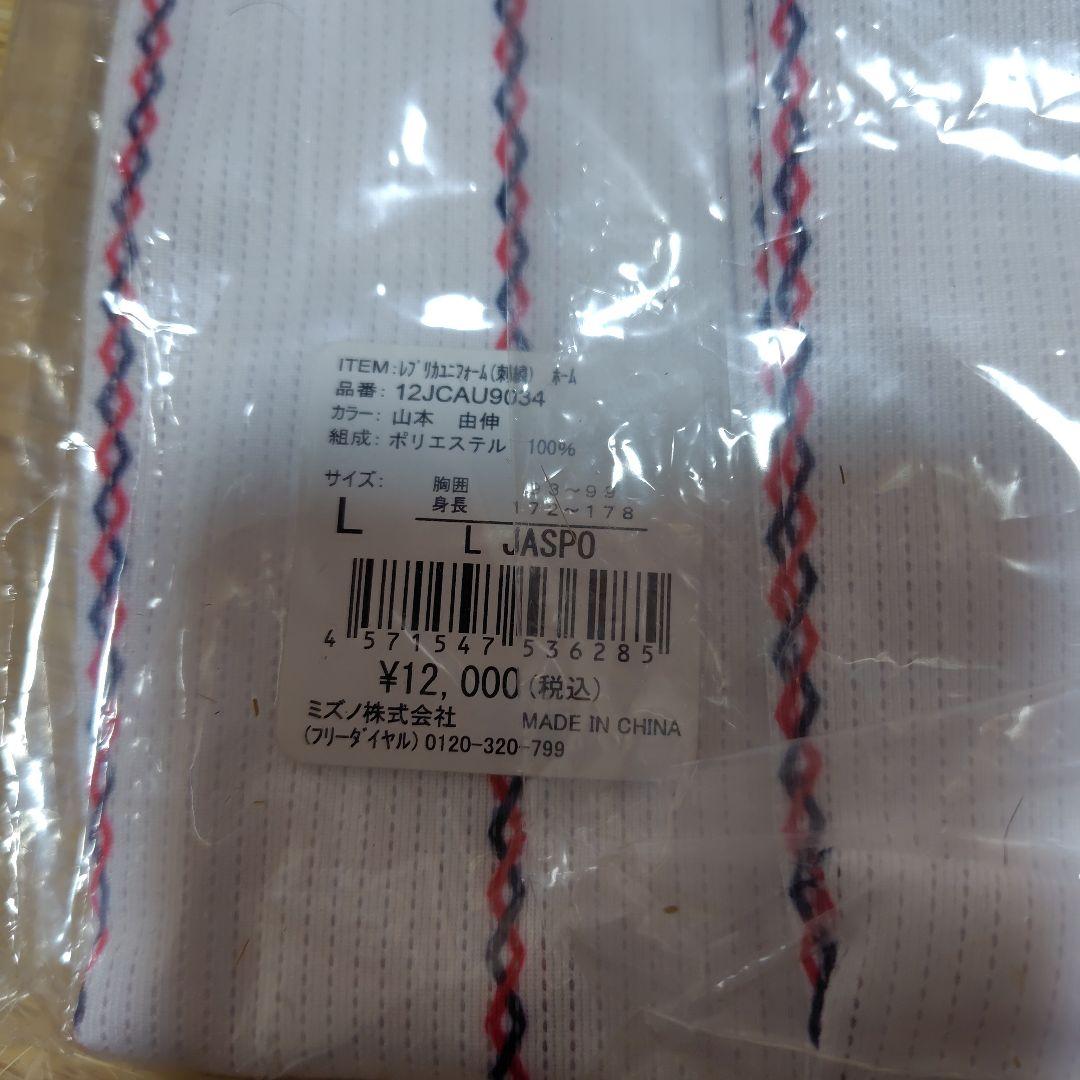 ITEM:ﾚﾌﾟﾘｶﾕﾆﾌｫｰﾑ(刺繍) ﾎｰﾑ
品番: 12JCAU9034
カラー: 山本 由伸
組成: ポリエステル 100%
サイズ: 胸囲 93～99
身長 172～178
L
L JASPO
4 571547 536285
¥12,000(税込)
ミズノ株式会社 MADE IN CHINA
(フリーダイヤル) 0120-320-799